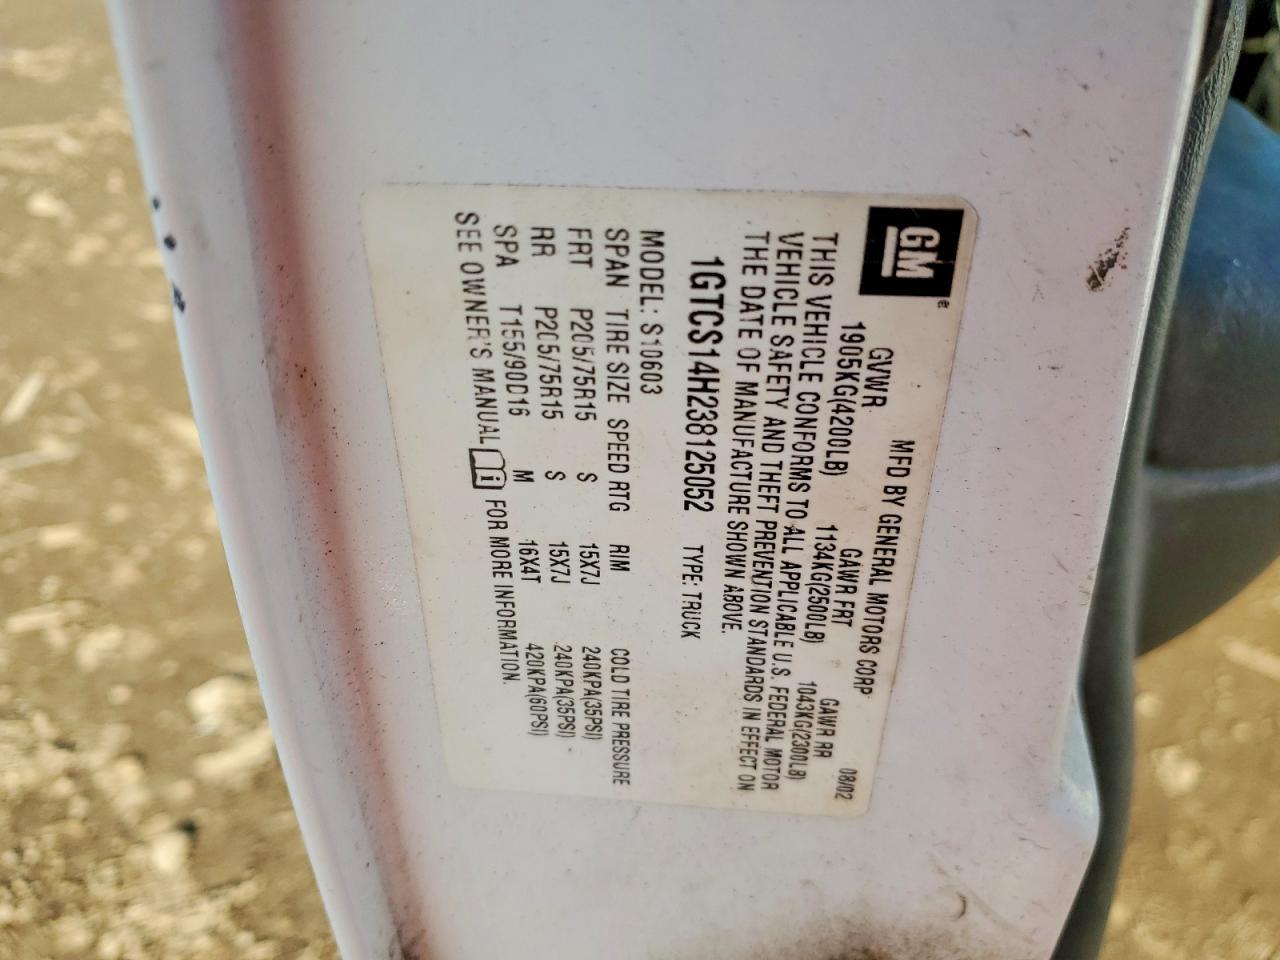 GM
MFD BY GENERAL MOTORS CORP 08/02
GVWR GAWR FRT GAWR RR
1905KG(4200LB) 1134KG(2500LB) 1043KG(2300LB)
THIS VEHICLE CONFORMS TO ALL APPLICABLE U.S. FEDERAL MOTOR
VEHICLE SAFETY AND THEFT PREVENTION STANDARDS IN EFFECT ON
THE DATE OF MANUFACTURE SHOWN ABOVE.
1GTCS14H238125052 TYPE: TRUCK
MODEL: S10603
SPAN TIRE SIZE SPEED RTG RIM COLD TIRE PRESSURE
FRT P205/75R15 S 15X7J 240KPA(35PSI)
RR P205/75R15 S 15X7J 240KPA(35PSI)
SPA T155/90D16 M 16X4T 420KPA(60PSI)
SEE OWNER'S MANUAL i FOR MORE INFORMATION.